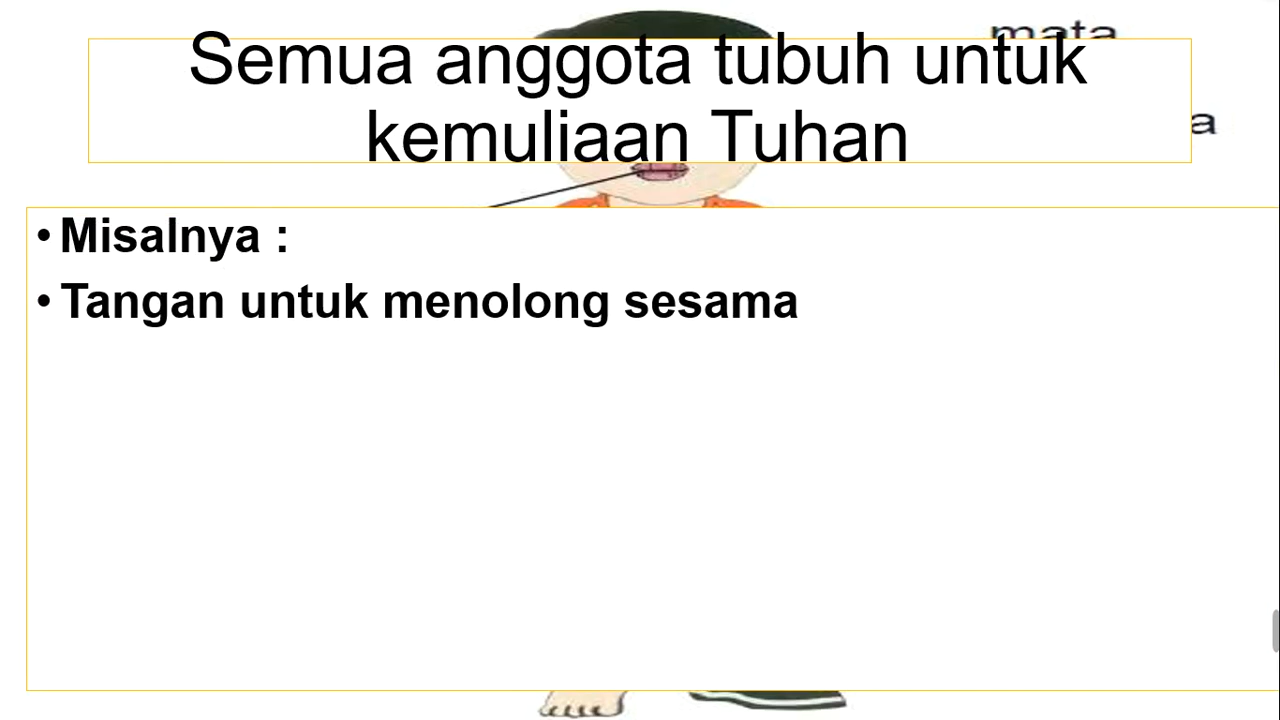 mata
Semua anggota tubuh untuk
kemuliaan Tuhan
• Misalnya :
• Tangan untuk menolong sesama